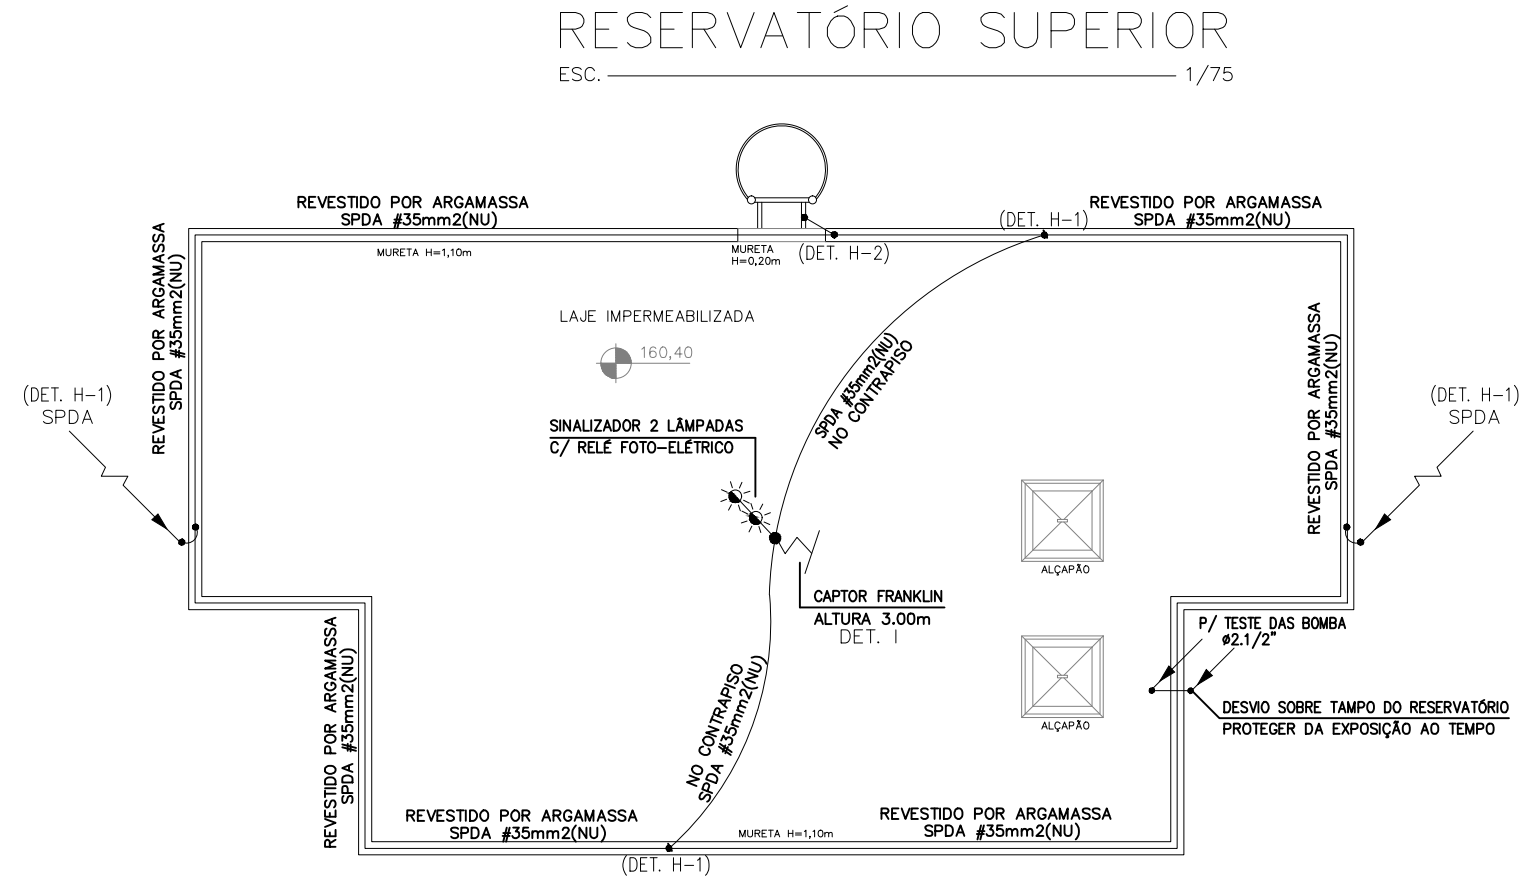 RESERVATÓRIO SUPERIOR
ESC. 1/75
REVESTIDO POR ARGAMASSA
SPDA #35mm2(NU)
MURETA H=1,10m
MURETA
H=0,20m
(DET. H-2)
(DET. H-1)
REVESTIDO POR ARGAMASSA
SPDA #35mm2(NU)
REVESTIDO POR ARGAMASSA
SPDA #35mm2(NU)
(DET. H-1)
SPDA
LAJE IMPERMEABILIZADA
160,40
SPDA #35mm2(NU)
NO CONTRAPISO
REVESTIDO POR ARGAMASSA
SPDA #35mm2(NU)
(DET. H-1)
SPDA
SINALIZADOR 2 LÂMPADAS
C/ RELÉ FOTO-ELÉTRICO
ALÇAPÃO
CAPTOR FRANKLIN
ALTURA 3.00m
DET. I
P/ TESTE DAS BOMBA
ø2.1/2"
REVESTIDO POR ARGAMASSA
SPDA #35mm2(NU)
NO CONTRAPISO
SPDA #35mm2(NU)
ALÇAPÃO
DESVIO SOBRE TAMPO DO RESERVATÓRIO
PROTEGER DA EXPOSIÇÃO AO TEMPO
REVESTIDO POR ARGAMASSA
SPDA #35mm2(NU)
MURETA H=1,10m
REVESTIDO POR ARGAMASSA
SPDA #35mm2(NU)
(DET. H-1)